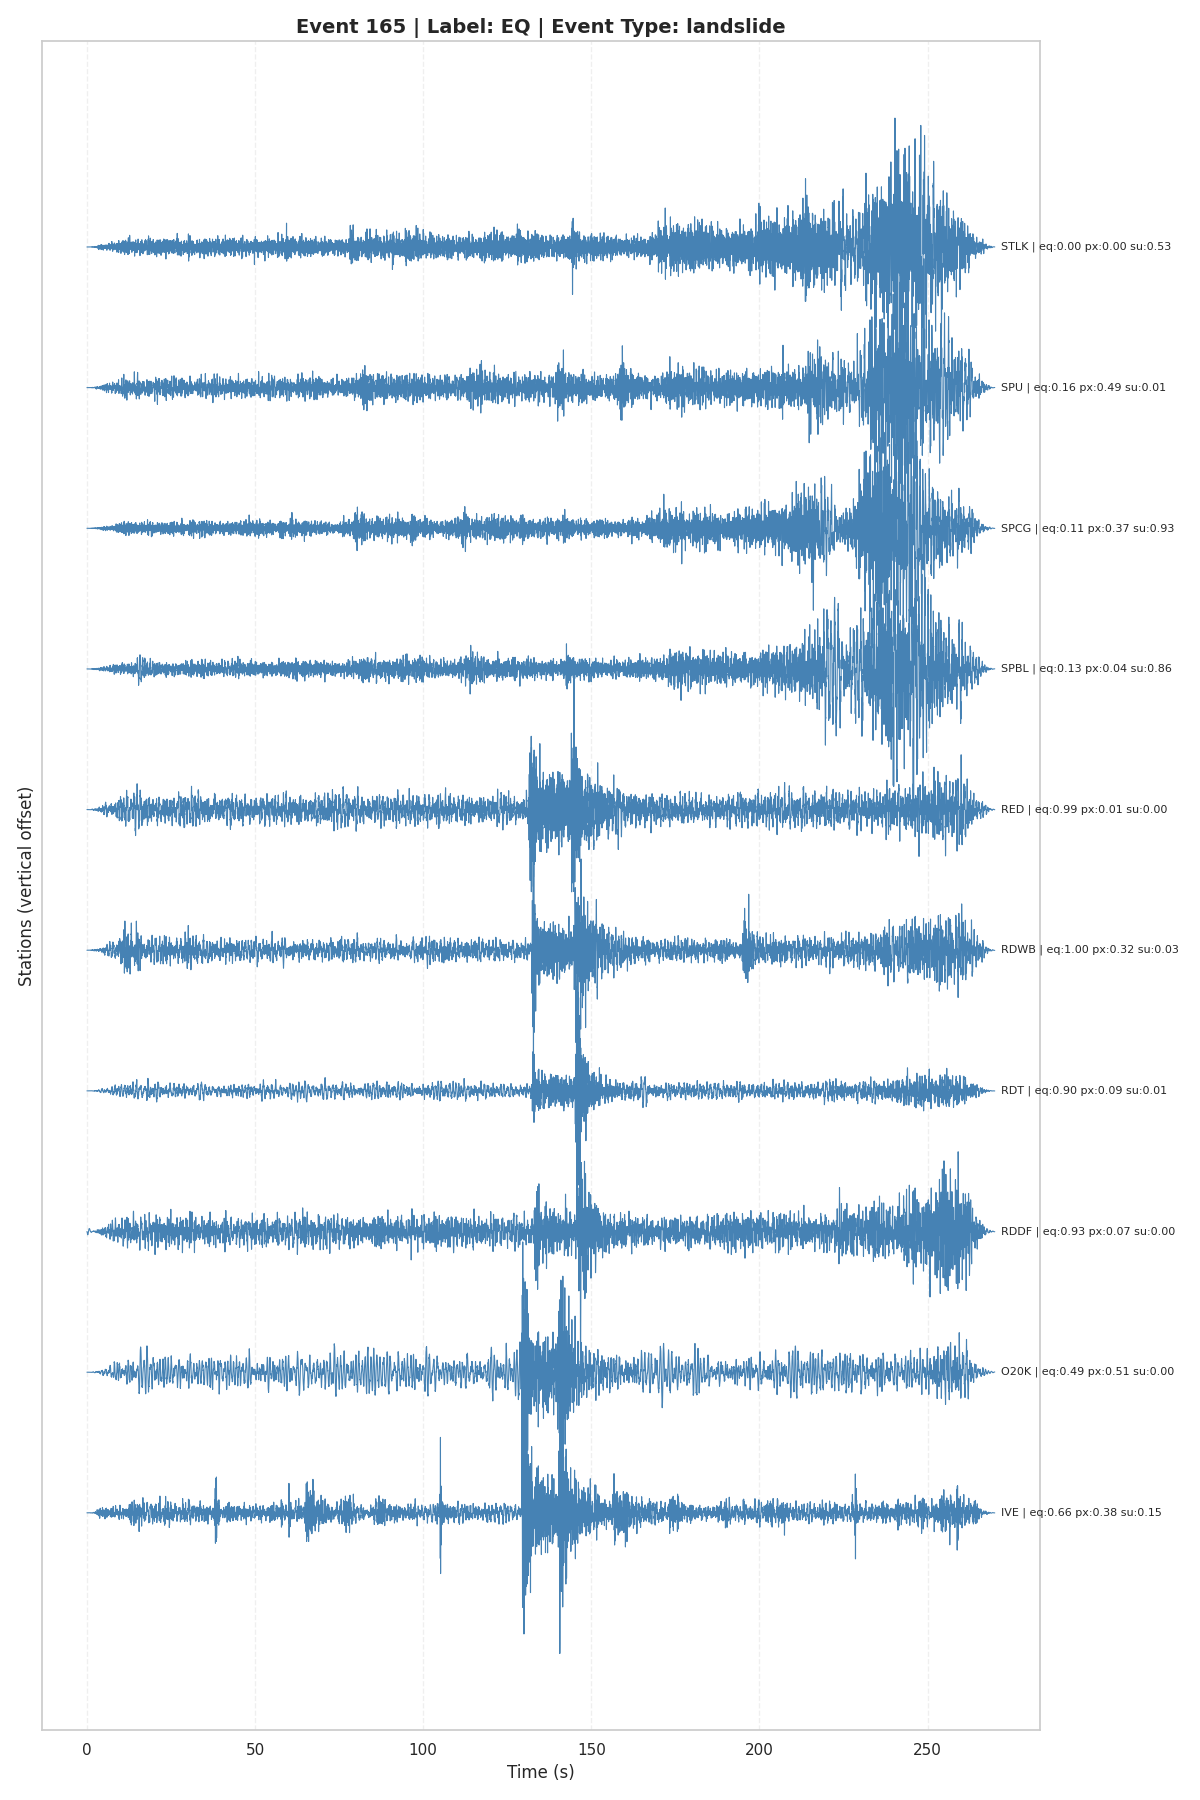 Event 165 | Label: EQ | Event Type: landslide
Stations (vertical offset)
STLK | eq:0.00 px:0.00 su:0.53
SPU | eq:0.16 px:0.49 su:0.01
SPCG | eq:0.11 px:0.37 su:0.93
SPBL | eq:0.13 px:0.04 su:0.86
RED | eq:0.99 px:0.01 su:0.00
RDWB | eq:1.00 px:0.32 su:0.03
RDT | eq:0.90 px:0.09 su:0.01
RDDF | eq:0.93 px:0.07 su:0.00
O20K | eq:0.49 px:0.51 su:0.00
IVE | eq:0.66 px:0.38 su:0.15
0 50 100 150 200 250
Time (s)